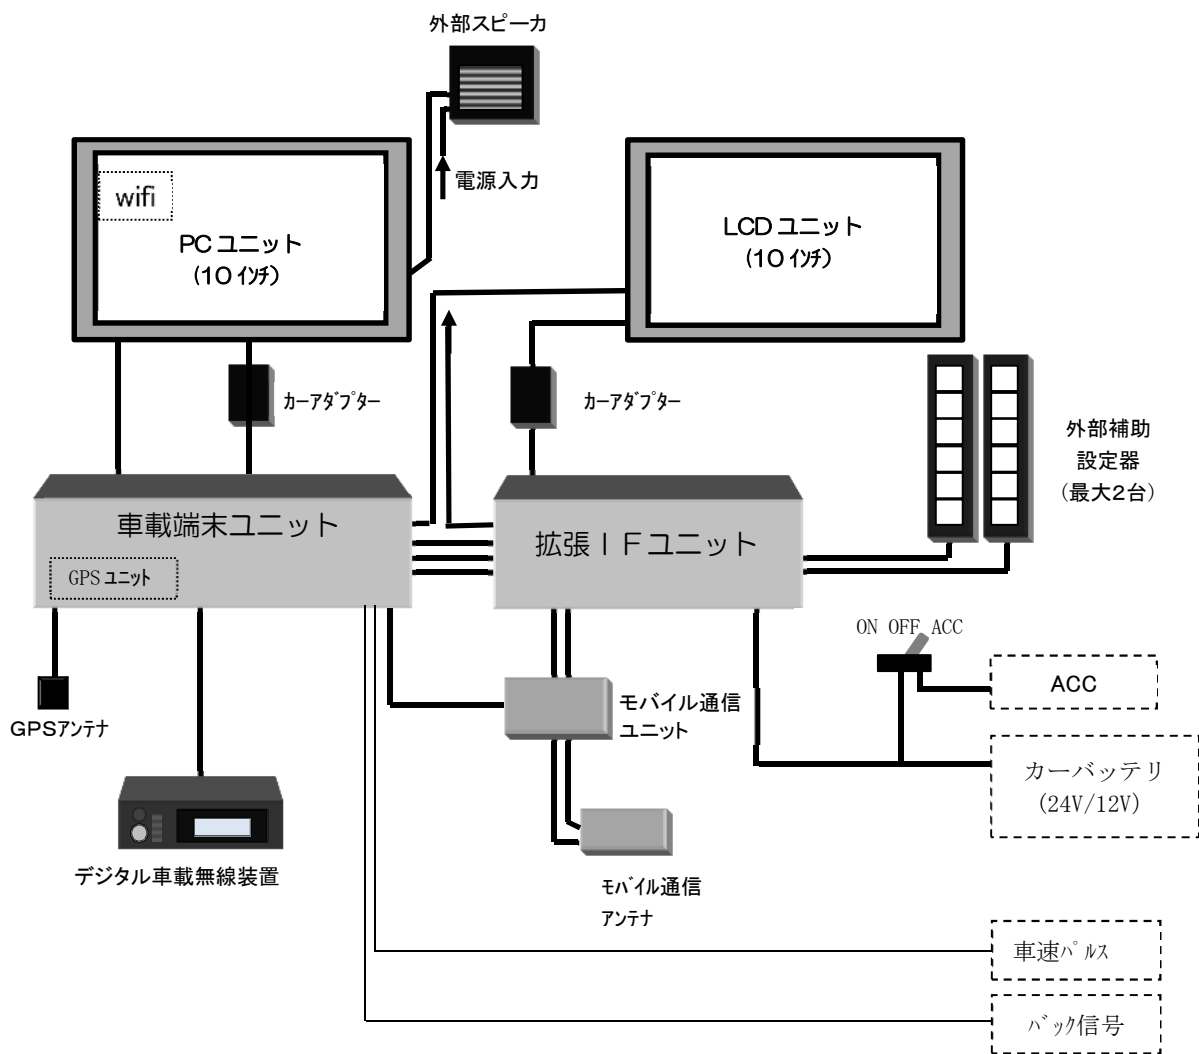 外部スピーカ
電源入力
wifi
PCユニット
(10ｲﾝﾁ)
LCDユニット
(10ｲﾝﾁ)
ｶｰｱﾀﾞﾌﾟﾀｰ
ｶｰｱﾀﾞﾌﾟﾀｰ
外部補助
設定器
(最大2台)
車載端末ユニット
GPSﾕﾆｯﾄ
拡張ＩＦユニット
ON OFF ACC
ACC
GPSｱﾝﾃﾅ
モバイル通信
ユニット
カーバッテリ
(24V/12V)
デジタル車載無線装置
ﾓﾊﾞｲﾙ通信
ｱﾝﾃﾅ
車速ﾊﾟﾙｽ
ﾊﾞｯｸ信号